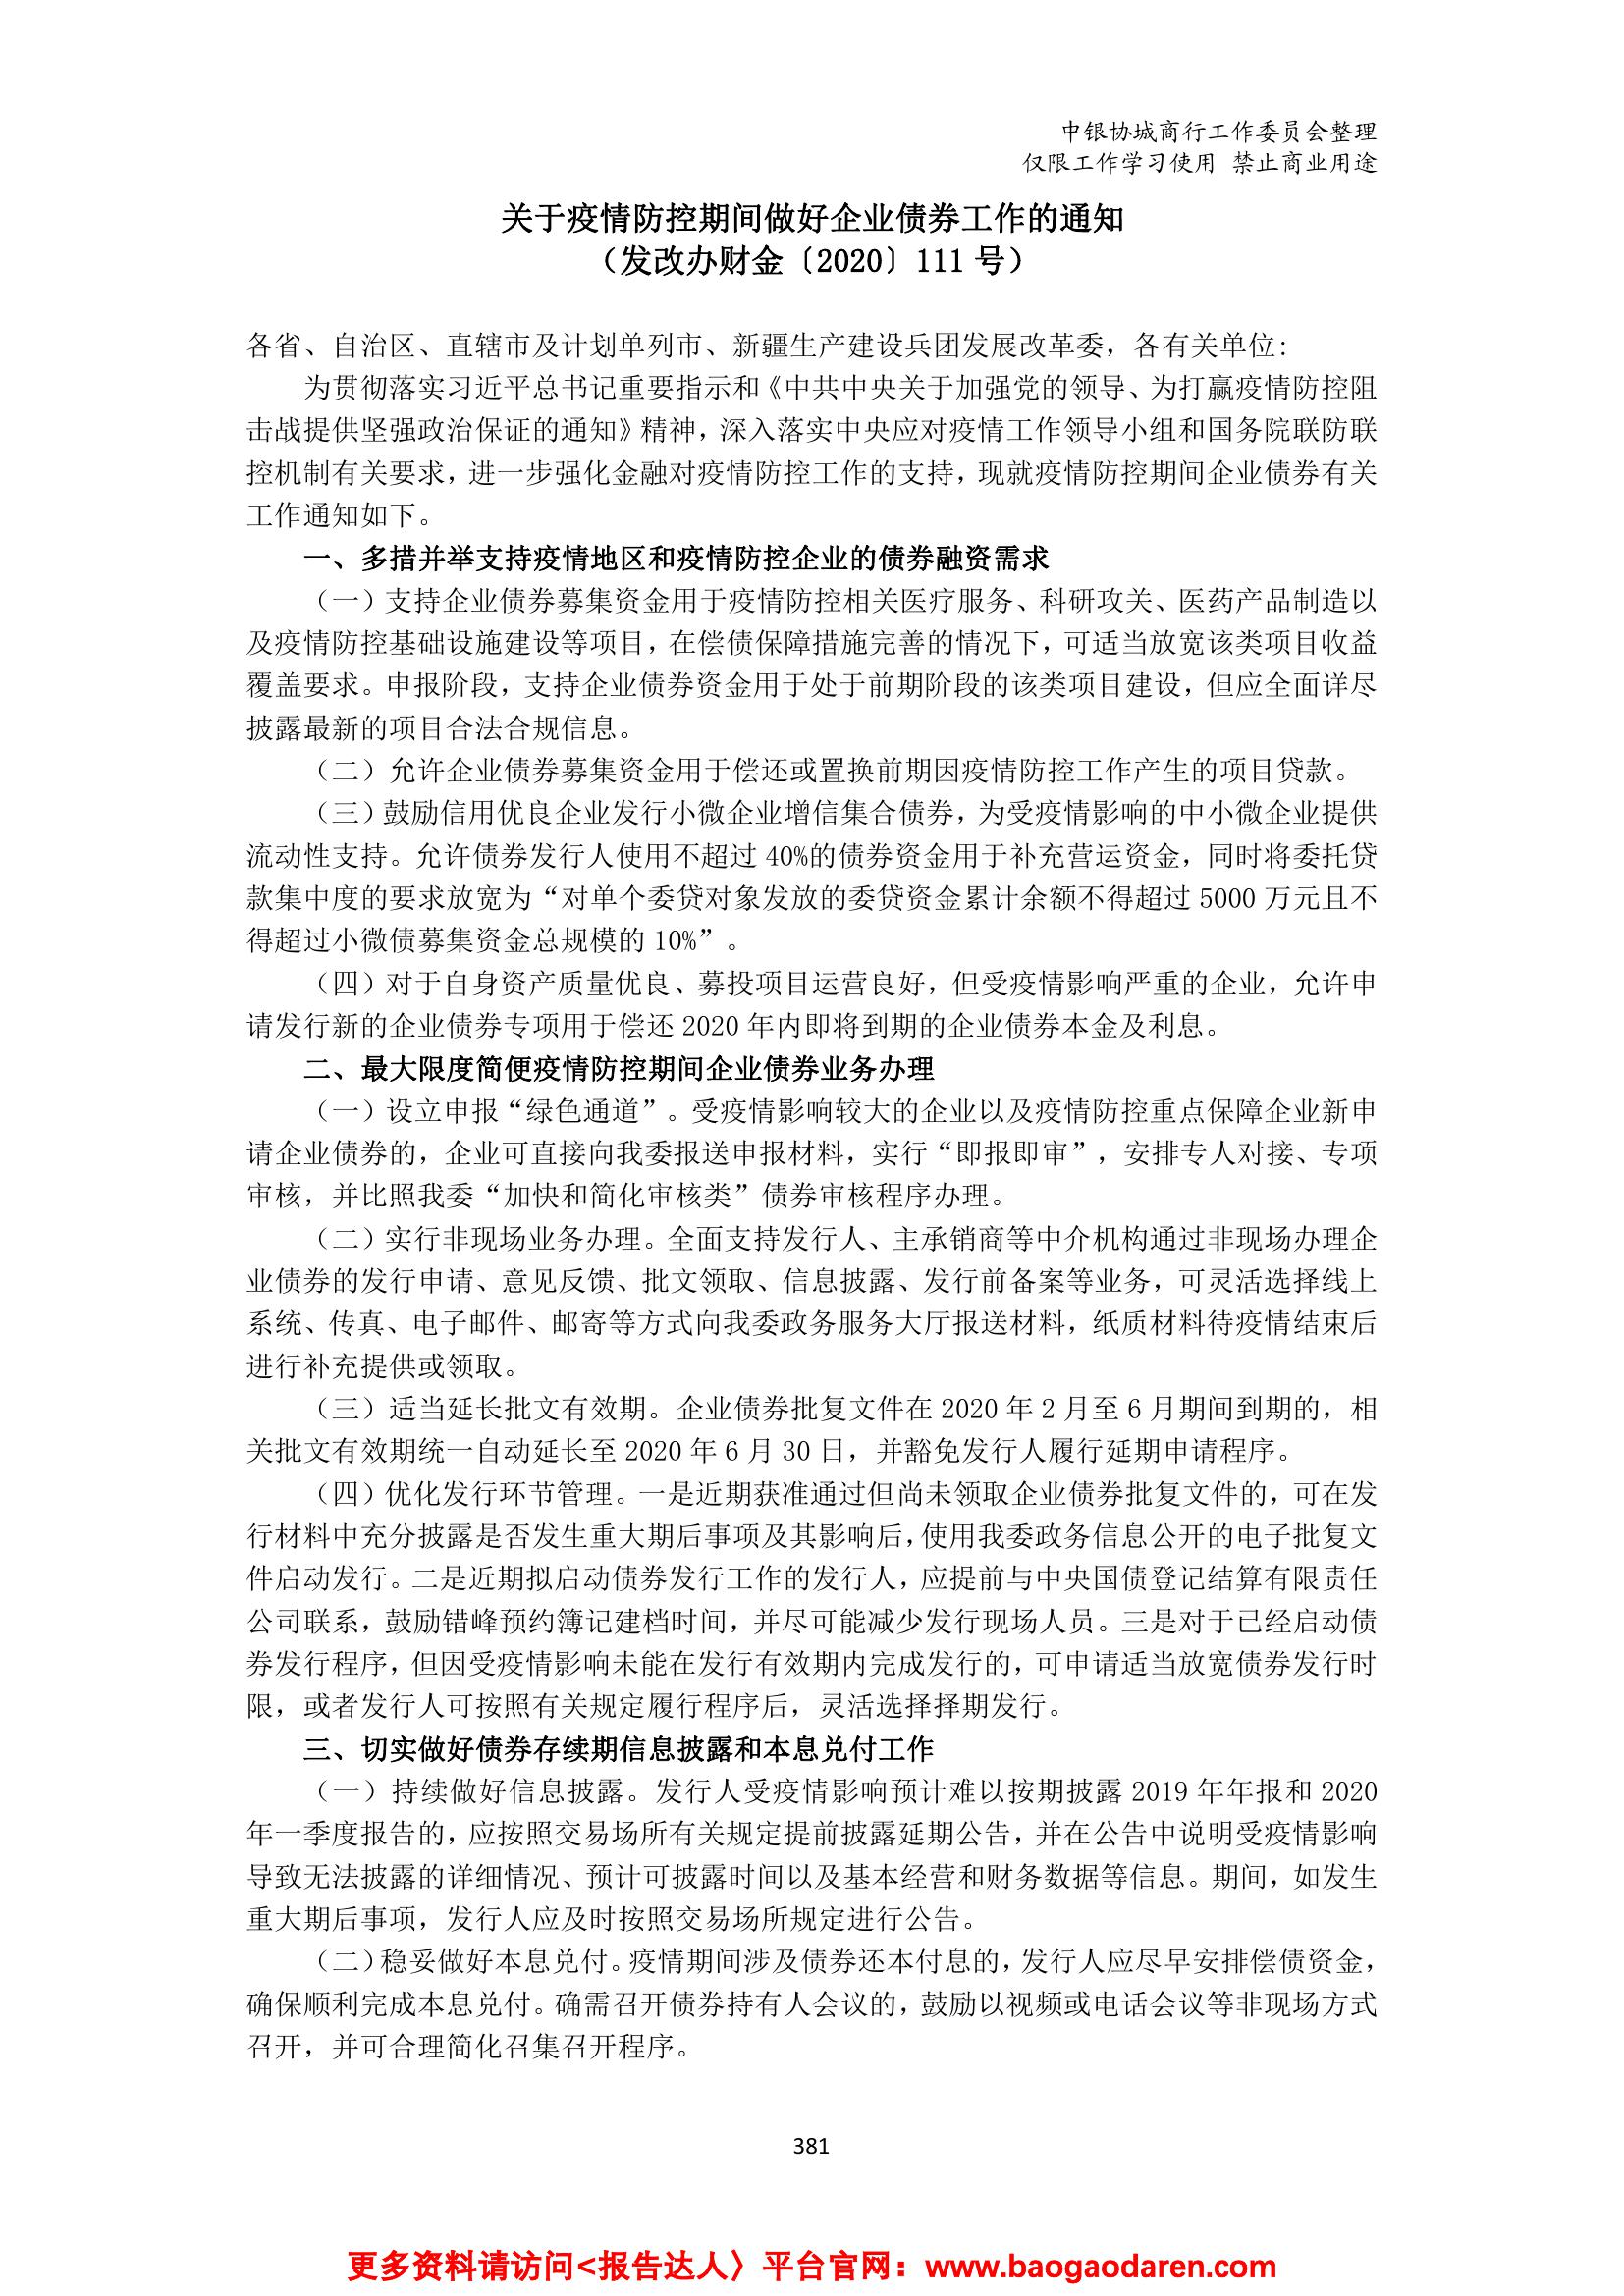 中银协城商行工作委员会整理
仅限工作学习使用 禁止商业用途
关于疫情防控期间做好企业债券工作的通知
（发改办财金〔2020〕111 号）
各省、自治区、直辖市及计划单列市、新疆生产建设兵团发展改革委，各有关单位：
为贯彻落实习近平总书记重要指示和《中共中央关于加强党的领导、为打赢疫情防控阻
击战提供坚强政治保证的通知》精神，深入落实中央应对疫情工作领导小组和国务院联防联
控机制有关要求，进一步强化金融对疫情防控工作的支持，现就疫情防控期间企业债券有关
工作通知如下。
一、多措并举支持疫情地区和疫情防控企业的债券融资需求
（一）支持企业债券募集资金用于疫情防控相关医疗服务、科研攻关、医药产品制造以
及疫情防控基础设施建设等项目，在偿债保障措施完善的情况下，可适当放宽该类项目收益
覆盖要求。申报阶段，支持企业债券资金用于处于前期阶段的该类项目建设，但应全面详尽
披露最新的项目合法合规信息。
（二）允许企业债券募集资金用于偿还或置换前期因疫情防控工作产生的项目贷款。
（三）鼓励信用优良企业发行小微企业增信集合债券，为受疫情影响的中小微企业提供
流动性支持。允许债券发行人使用不超过 40%的债券资金用于补充营运资金，同时将委托贷
款集中度的要求放宽为“对单个委贷对象发放的委贷资金累计余额不得超过 5000 万元且不
得超过小微债募集资金总规模的 10%”。
（四）对于自身资产质量优良、募投项目运营良好，但受疫情影响严重的企业，允许申
请发行新的企业债券专项用于偿还 2020 年内即将到期的企业债券本金及利息。
二、最大限度简便疫情防控期间企业债券业务办理
（一）设立申报“绿色通道”。受疫情影响较大的企业以及疫情防控重点保障企业新申
请企业债券的，企业可直接向我委报送申报材料，实行“即报即审”，安排专人对接、专项
审核，并比照我委“加快和简化审核类”债券审核程序办理。
（二）实行非现场业务办理。全面支持发行人、主承销商等中介机构通过非现场办理企
业债券的发行申请、意见反馈、批文领取、信息披露、发行前备案等业务，可灵活选择线上
系统、传真、电子邮件、邮寄等方式向我委政务服务大厅报送材料，纸质材料待疫情结束后
进行补充提供或领取。
（三）适当延长批文有效期。企业债券批复文件在 2020 年 2 月至 6 月期间到期的，相
关批文有效期统一自动延长至 2020 年 6 月 30 日，并豁免发行人履行延期申请程序。
（四）优化发行环节管理。一是近期获准通过但尚未领取企业债券批复文件的，可在发
行材料中充分披露是否发生重大期后事项及其影响后，使用我委政务信息公开的电子批复文
件启动发行。二是近期拟启动债券发行工作的发行人，应提前与中央国债登记结算有限责任
公司联系，鼓励错峰预约簿记建档时间，并尽可能减少发行现场人员。三是对于已经启动债
券发行程序，但因受疫情影响未能在发行有效期内完成发行的，可申请适当放宽债券发行时
限，或者发行人可按照有关规定履行程序后，灵活选择择期发行。
三、切实做好债券存续期信息披露和本息兑付工作
（一）持续做好信息披露。发行人受疫情影响预计难以按期披露 2019 年年报和 2020
年一季度报告的，应按照交易场所有关规定提前披露延期公告，并在公告中说明受疫情影响
导致无法披露的详细情况、预计可披露时间以及基本经营和财务数据等信息。期间，如发生
重大期后事项，发行人应及时按照交易场所规定进行公告。
（二）稳妥做好本息兑付。疫情期间涉及债券还本付息的，发行人应尽早安排偿债资金，
确保顺利完成本息兑付。确需召开债券持有人会议的，鼓励以视频或电话会议等非现场方式
召开，并可合理简化召集召开程序。
381
更多资料请访问<报告达人〉平台官网：www.baogaodaren.com